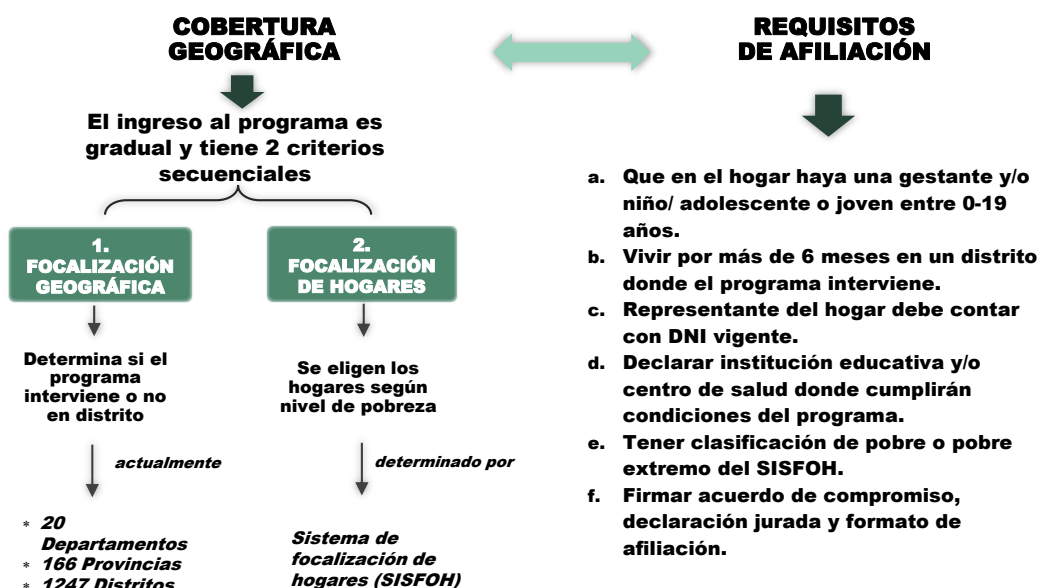 COBERTURA
GEOGRÁFICA
El ingreso al programa es
gradual y tiene 2 criterios
secuenciales
1.
FOCALIZACIÓN
GEOGRÁFICA
Determina si el
programa
interviene o no
en distrito
actualmente
* 20
Departamentos
* 166 Provincias
* 1247 Distritos
2.
FOCALIZACIÓN
DE HOGARES
Se eligen los
hogares según
nivel de pobreza
determinado por
Sistema de
focalización de
hogares (SISFOH)
REQUISITOS
DE AFILIACIÓN
a. Que en el hogar haya una gestante y/o
niño/ adolescente o joven entre 0-19
años.
b. Vivir por más de 6 meses en un distrito
donde el programa interviene.
c. Representante del hogar debe contar
con DNI vigente.
d. Declarar institución educativa y/o
centro de salud donde cumplirán
condiciones del programa.
e. Tener clasificación de pobre o pobre
extremo del SISFOH.
f. Firmar acuerdo de compromiso,
declaración jurada y formato de
afiliación.